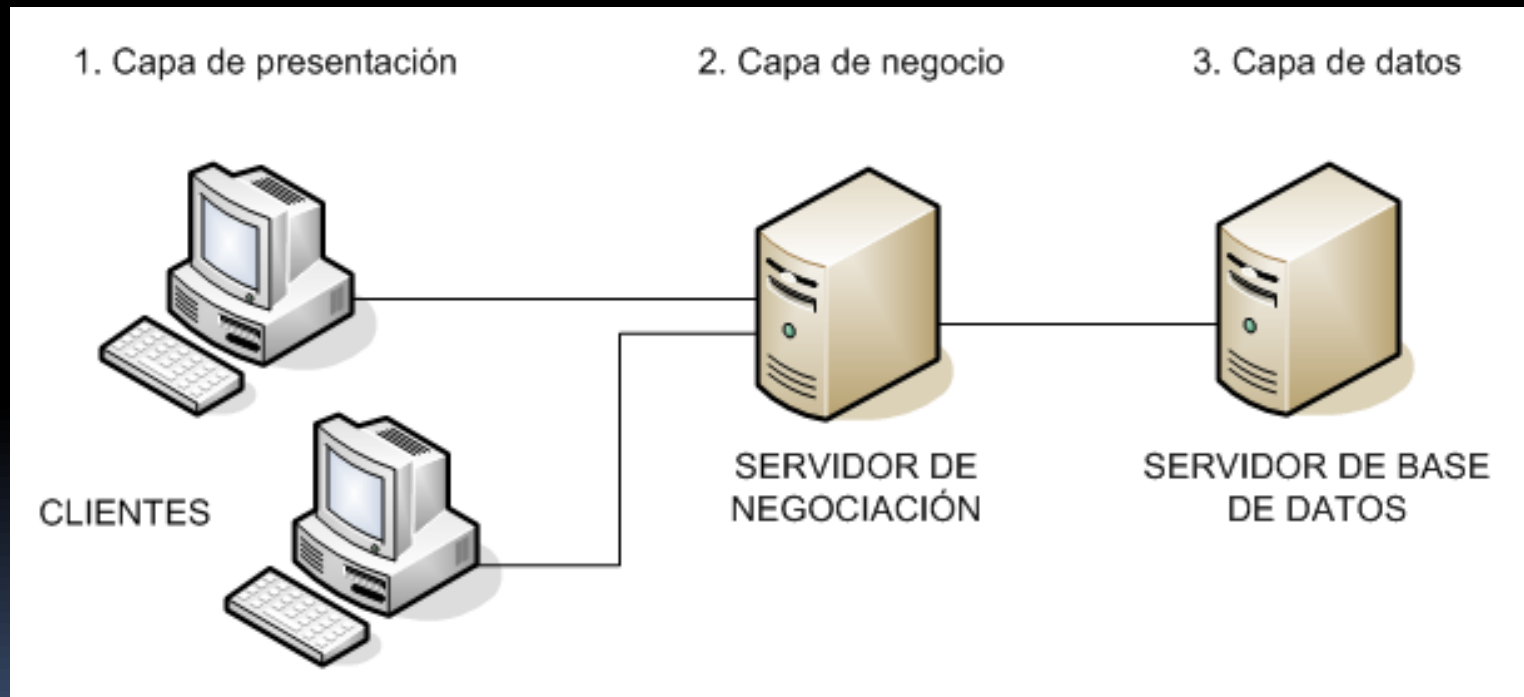 1. Capa de presentación
2. Capa de negocio
3. Capa de datos
CLIENTES
SERVIDOR DE
NEGOCIACIÓN
SERVIDOR DE BASE
DE DATOS